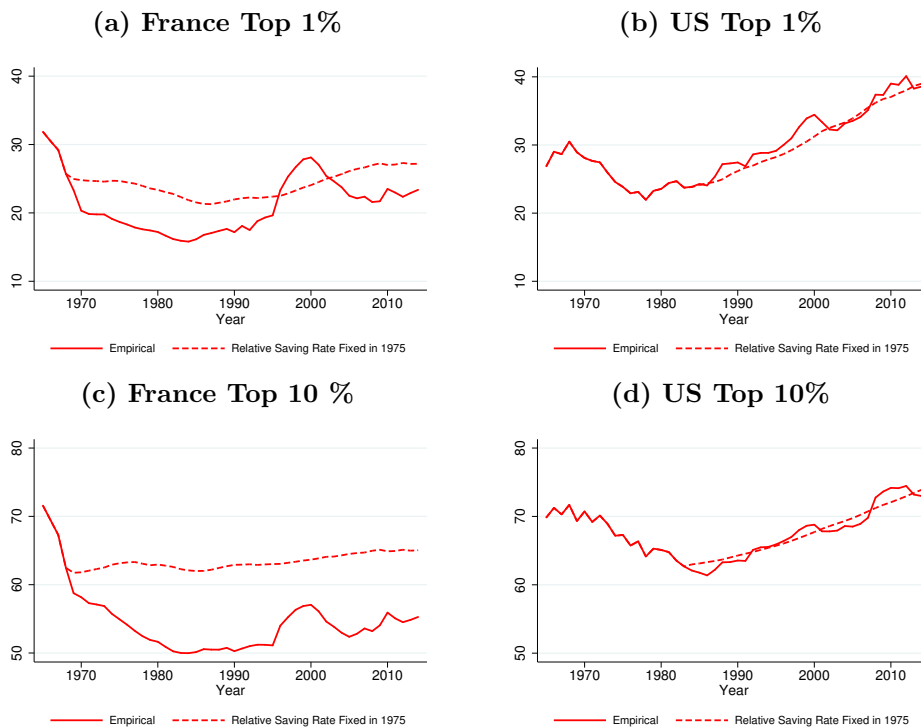 (a) France Top 1%
(b) US Top 1%
40
30
20
10
1970 1980 1990 2000 2010
Year
Empirical Relative Saving Rate Fixed in 1975
40
30
20
10
1970 1980 1990 2000 2010
Year
Empirical Relative Saving Rate Fixed in 1975
(c) France Top 10 %
(d) US Top 10%
80
70
60
50
1970 1980 1990 2000 2010
Year
Empirical Relative Saving Rate Fixed in 1975
80
70
60
50
1970 1980 1990 2000 2010
Year
Empirical Relative Saving Rate Fixed in 1975